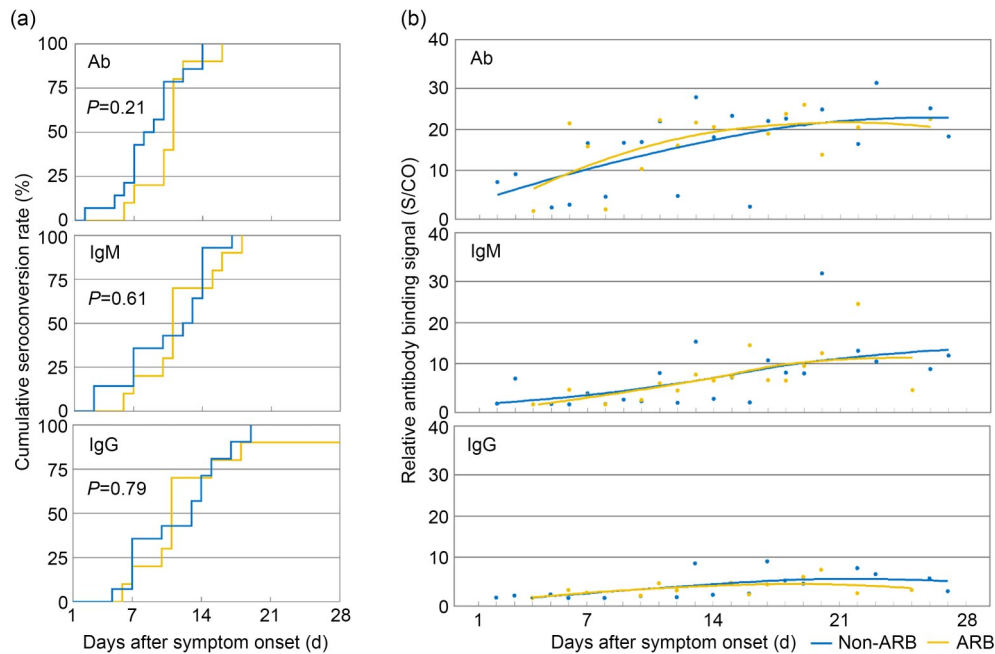 (a)
Cumulative seroconversion rate (%)
100
75
50
25
0
Ab
P=0.21
100
75
50
25
0
IgM
P=0.61
100
75
50
25
0
IgG
P=0.79
1 7 14 21 28
Days after symptom onset (d)
(b)
Relative antibody binding signal (S/CO)
40
30
20
10
0
Ab
40
30
20
10
0
IgM
40
30
20
10
0
IgG
1 7 14 21 28
Days after symptom onset (d)
Non-ARB ARB